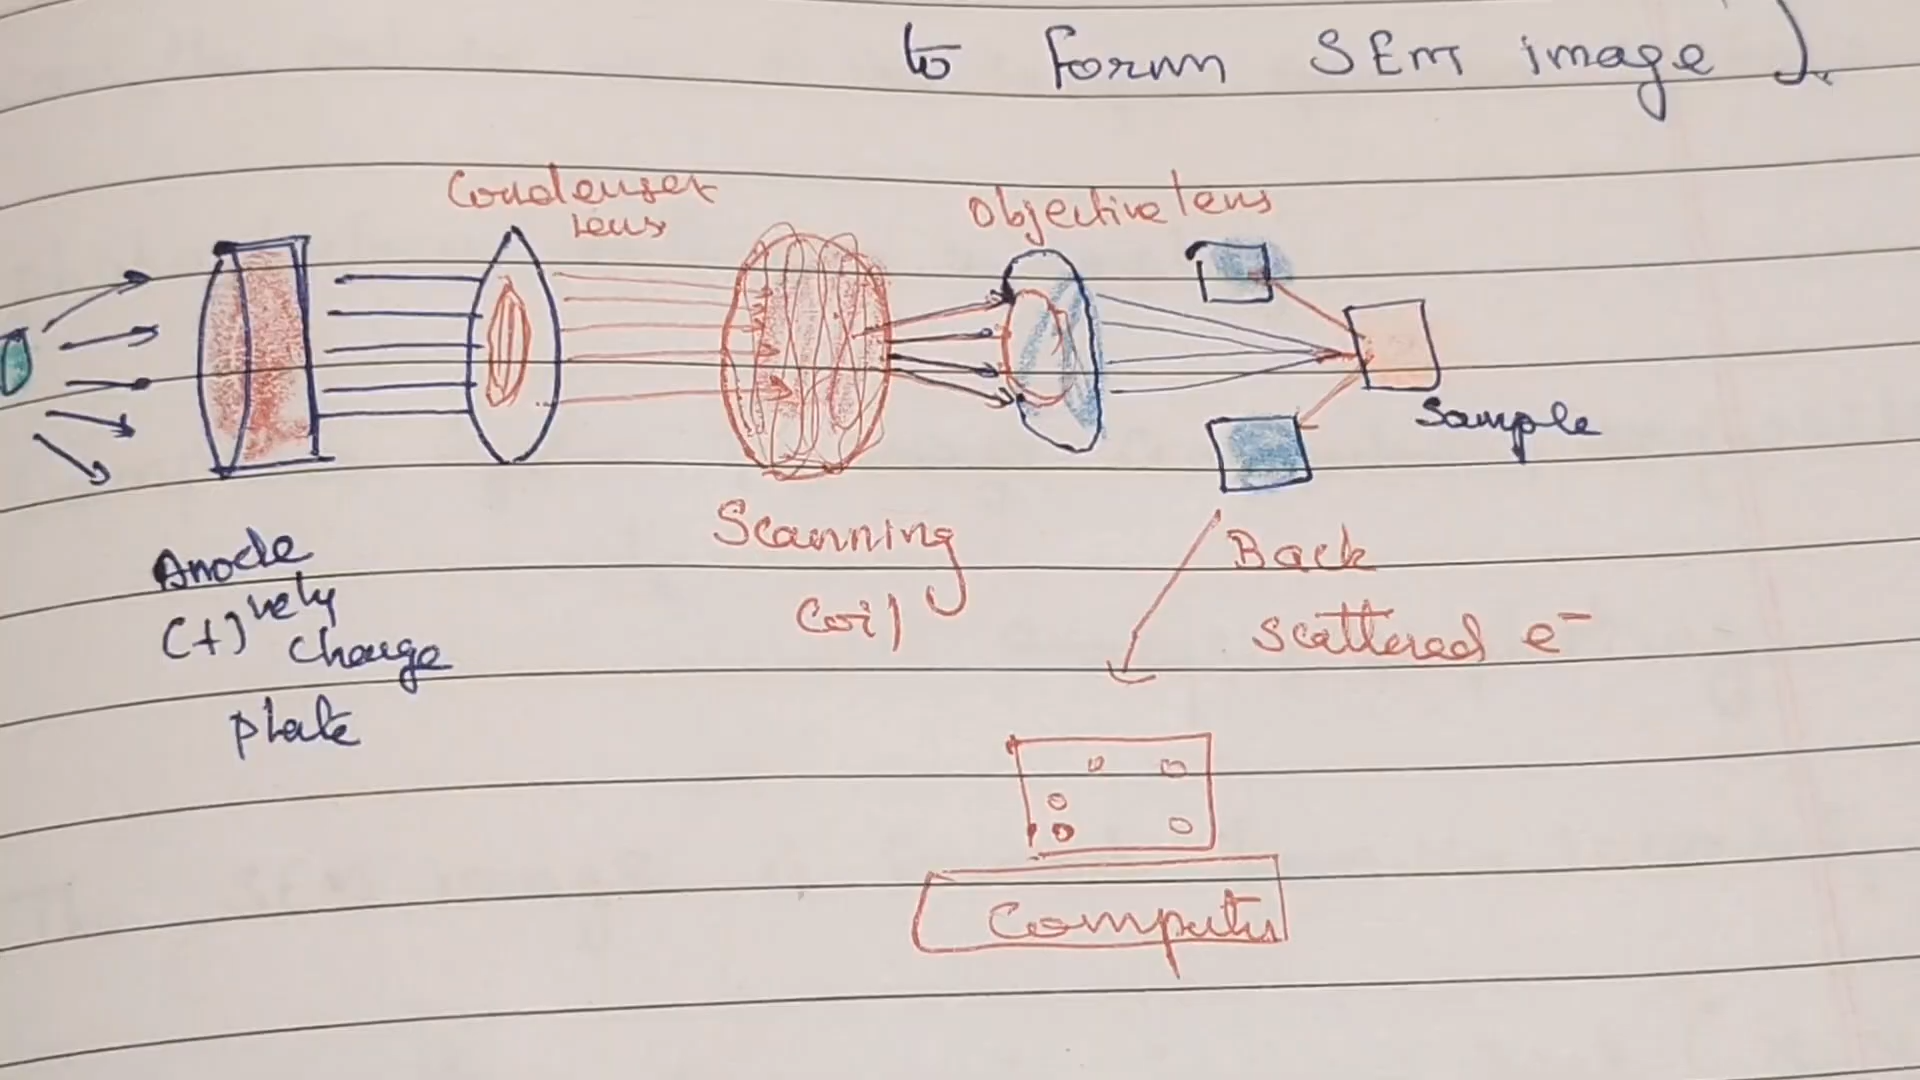 to form SEM image).
Condenser
lens
Objective lens
Sample
Anode
(+)vely
charge
plate
Scanning
Coil
Back
scattered e⁻
Computer